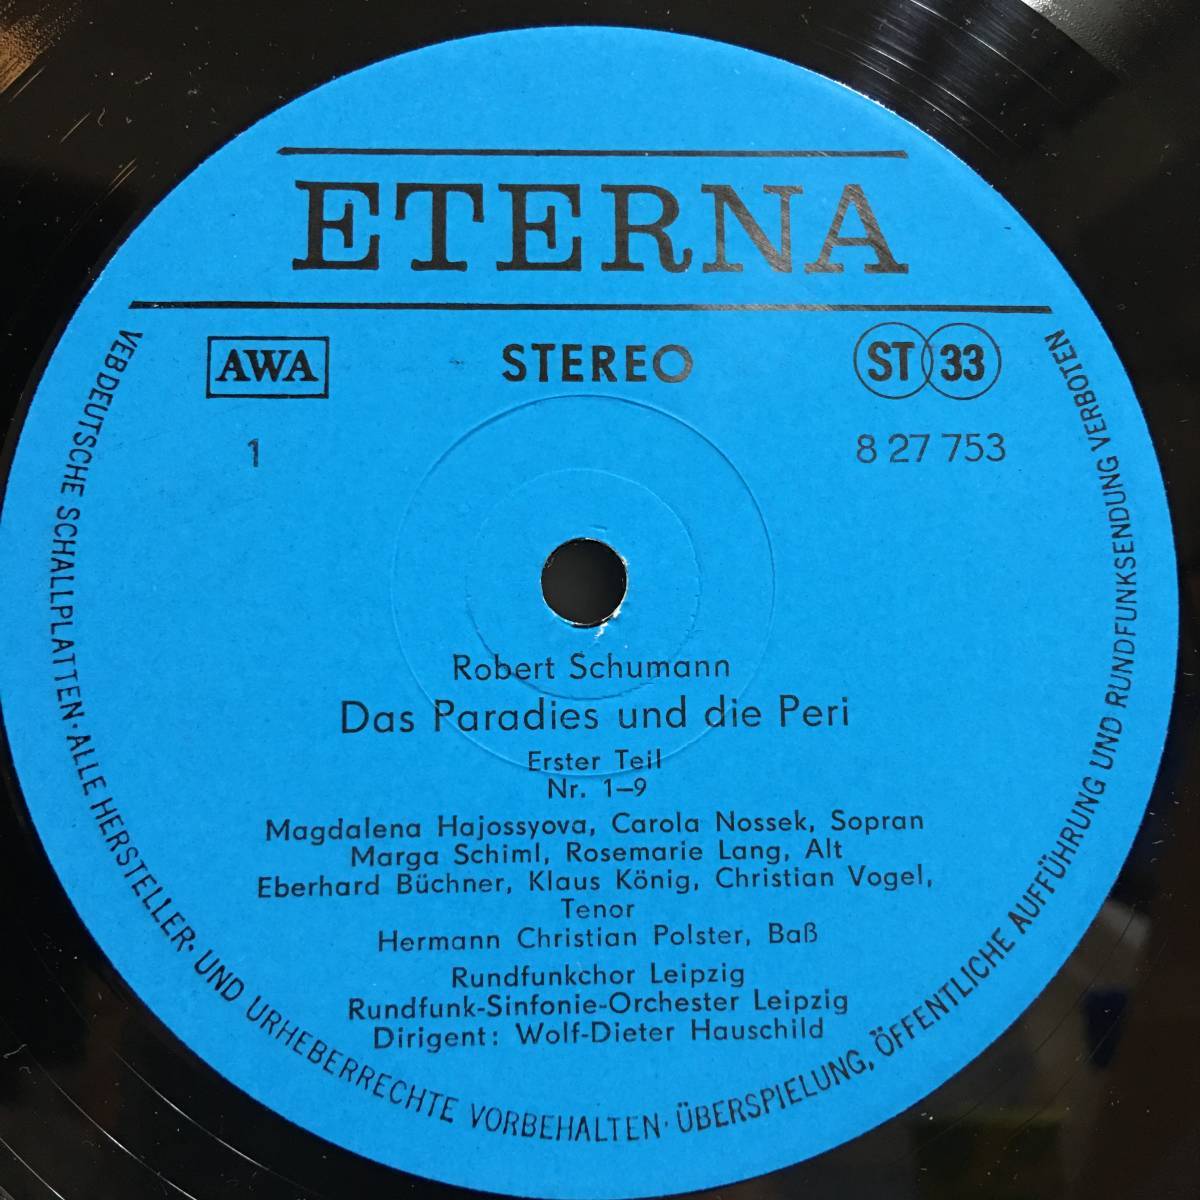 ETERNA
AWA
STEREO
ST 33
1
8 27 753
Robert Schumann
Das Paradies und die Peri
Erster Teil
Nr. 1–9
Magdalena Hajossyova, Carola Nossek, Sopran
Marga Schiml, Rosemarie Lang, Alt
Eberhard Büchner, Klaus König, Christian Vogel,
Tenor
Hermann Christian Polster, Baß
Rundfunkchor Leipzig
Rundfunk-Sinfonie-Orchester Leipzig
Dirigent: Wolf-Dieter Hauschild
VEB DEUTSCHE SCHALLPLATTEN · ALLE HERSTELLER- UND URHEBERRECHTE VORBEHALTEN · ÜBERSPIELUNG, ÖFFENTLICHE AUFFÜHRUNG UND RUNDFUNKSENDUNG VERBOTEN